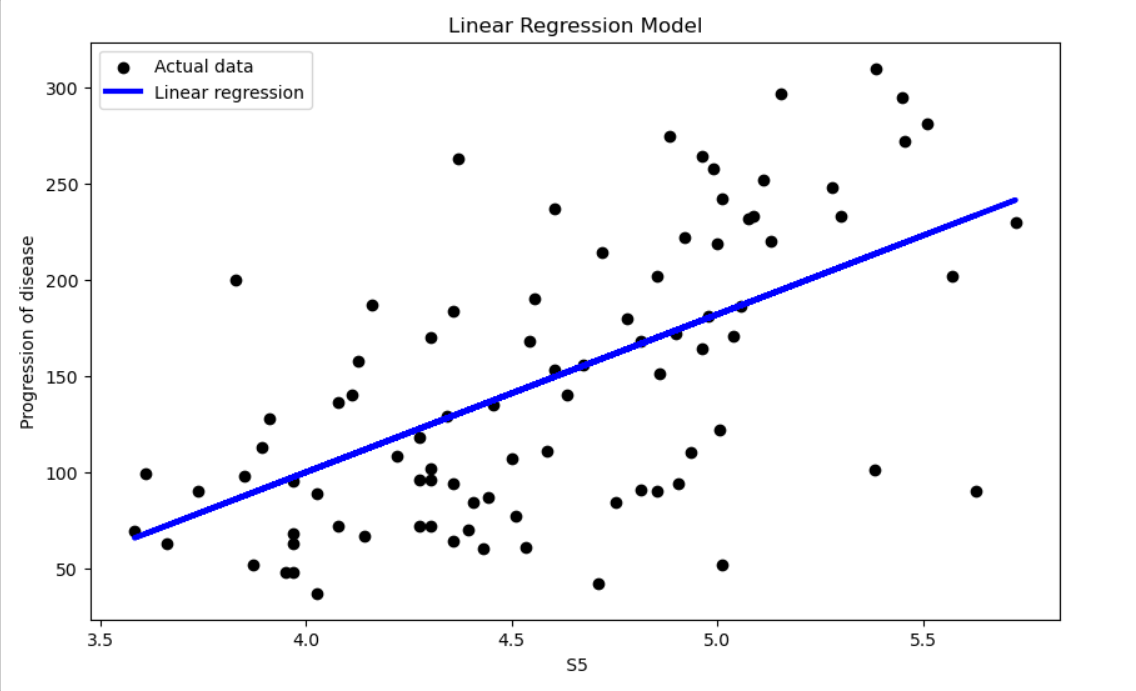 Linear Regression Model
Actual data
Linear regression
300
250
200
150
100
50
Progression of disease
3.5 4.0 4.5 5.0 5.5
S5